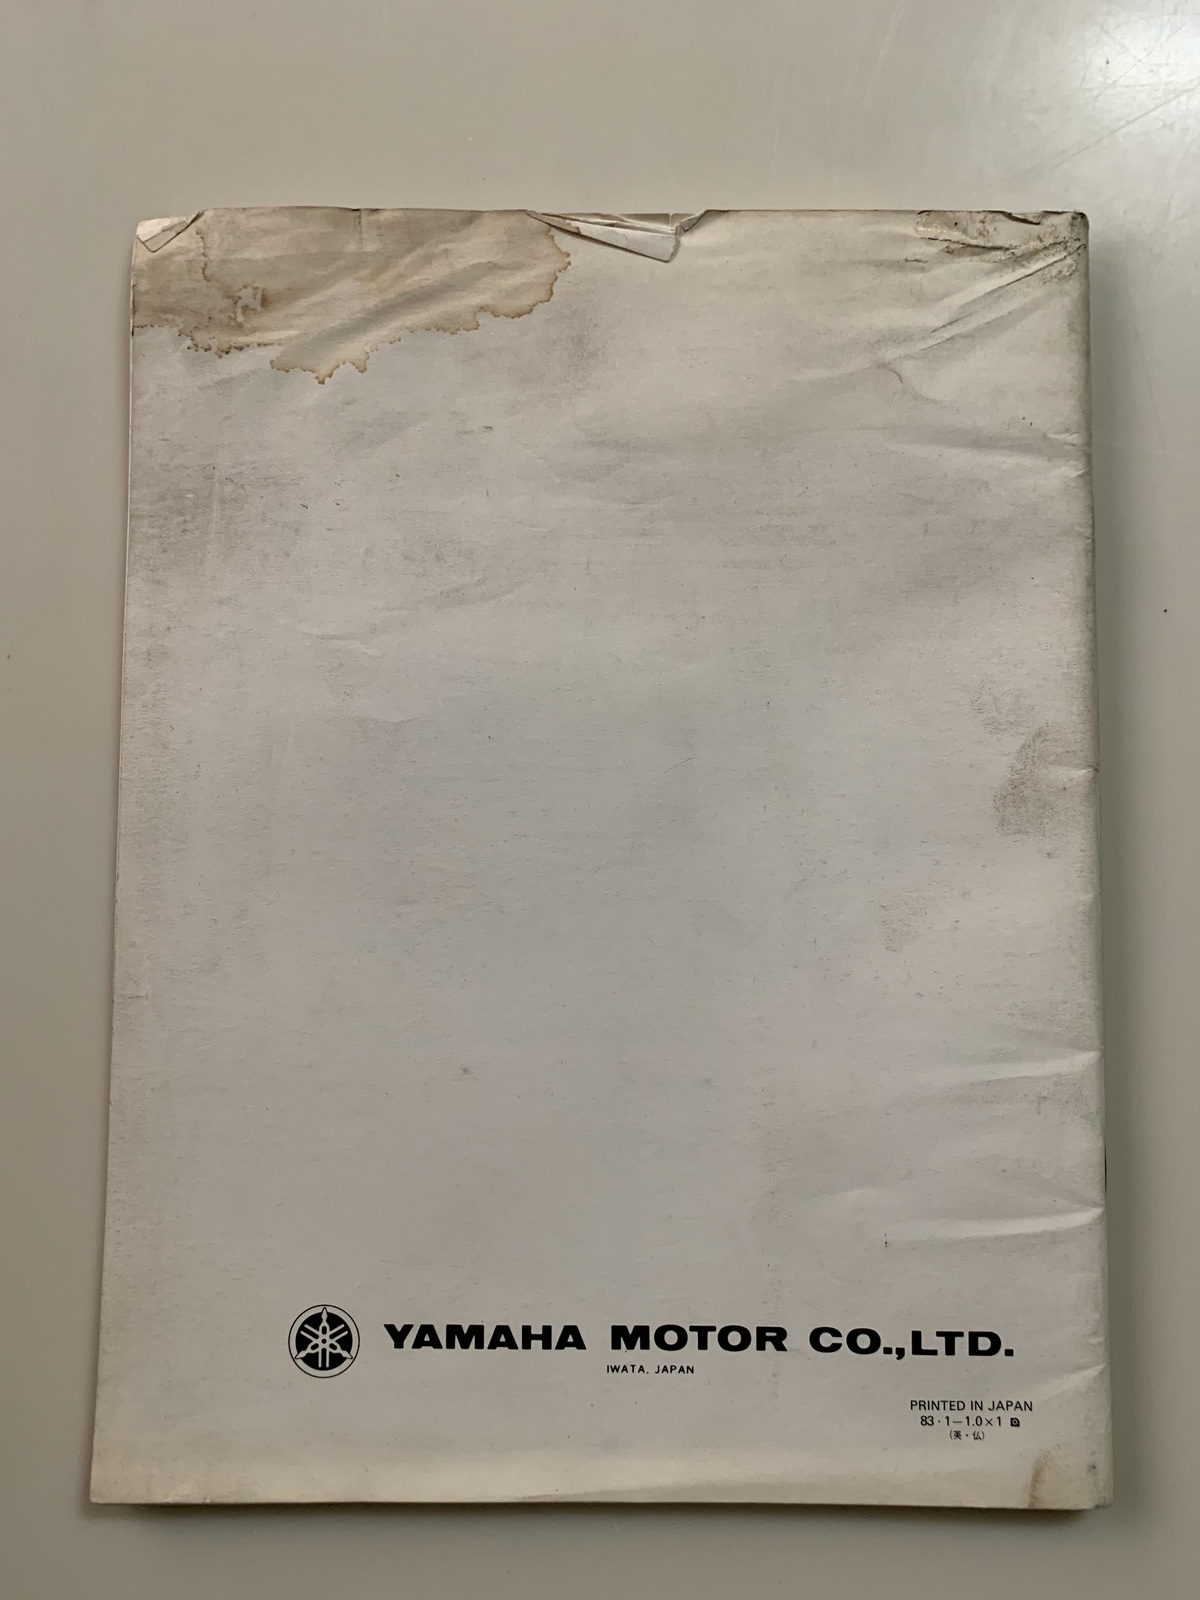 YAMAHA MOTOR CO.,LTD.
IWATA, JAPAN
PRINTED IN JAPAN
83・1－1.0×1
(英・仏)